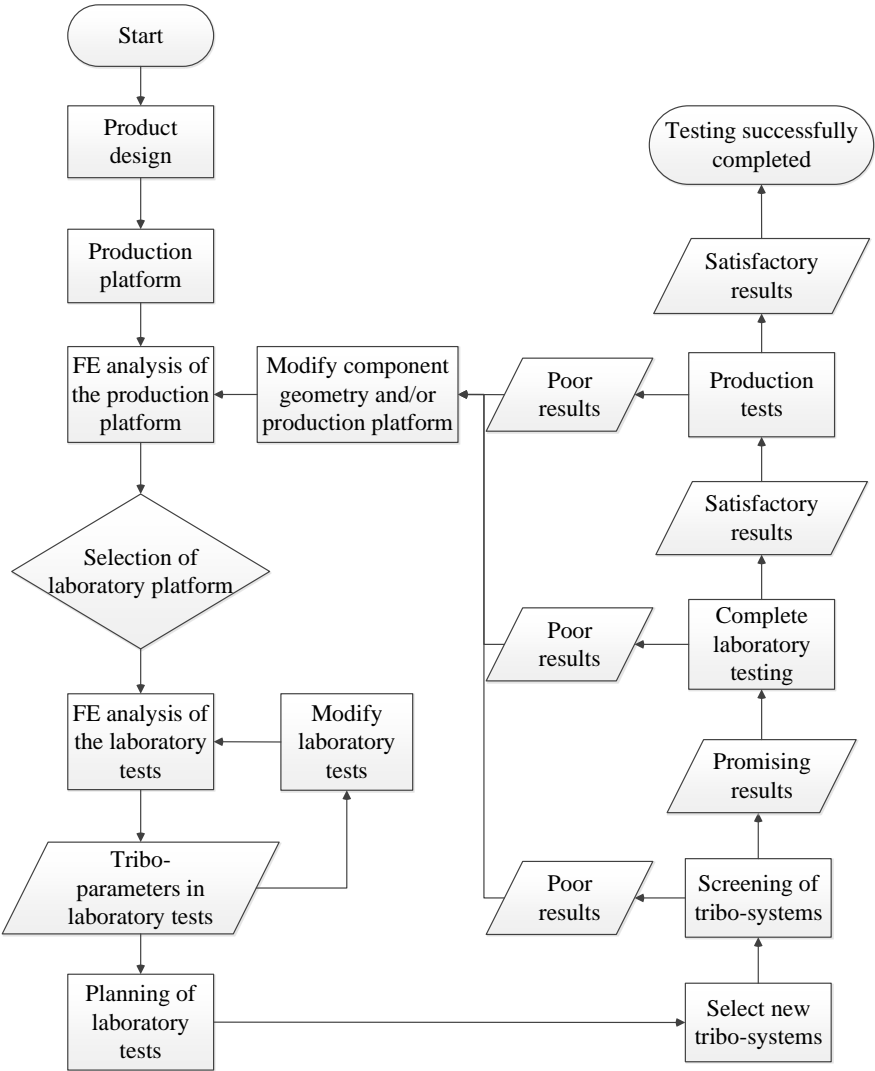 Start
Product
design
Production
platform
FE analysis of
the production
platform
Selection of
laboratory platform
FE analysis of
the laboratory
tests
Modify
laboratory
tests
Tribo-
parameters in
laboratory tests
Planning of
laboratory
tests
Modify component
geometry and/or
production platform
Poor
results
Poor
results
Poor
results
Testing successfully
completed
Satisfactory
results
Production
tests
Satisfactory
results
Complete
laboratory
testing
Promising
results
Screening of
tribo-systems
Select new
tribo-systems